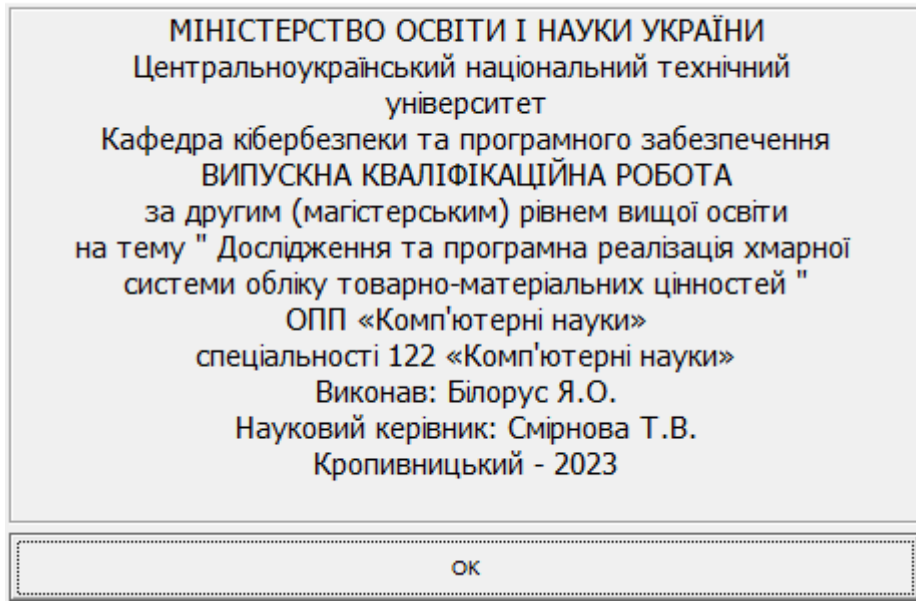 МІНІСТЕРСТВО ОСВІТИ І НАУКИ УКРАЇНИ
Центральноукраїнський національний технічний
університет
Кафедра кібербезпеки та програмного забезпечення
ВИПУСКНА КВАЛІФІКАЦІЙНА РОБОТА
за другим (магістерським) рівнем вищої освіти
на тему " Дослідження та програмна реалізація хмарної
системи обліку товарно-матеріальних цінностей "
ОПП «Комп'ютерні науки»
спеціальності 122 «Комп'ютерні науки»
Виконав: Білорус Я.О.
Науковий керівник: Смірнова Т.В.
Кропивницький - 2023
ОК